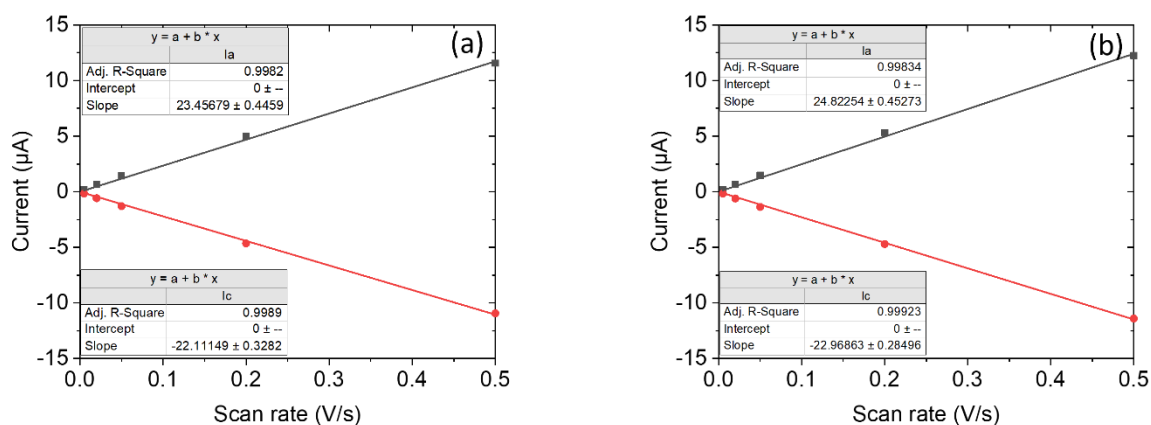 (a)
y = a + b * x
Ia
Adj. R-Square 0.9982
Intercept 0 ± --
Slope 23.45679 ± 0.4459
15
10
5
0
-5
-10
-15
Current (µA)
y = a + b * x
Ic
Adj. R-Square 0.9989
Intercept 0 ± --
Slope -22.11149 ± 0.3282
0.0 0.1 0.2 0.3 0.4 0.5
Scan rate (V/s)
(b)
y = a + b * x
Ia
Adj. R-Square 0.99834
Intercept 0 ± --
Slope 24.82254 ± 0.45273
15
10
5
0
-5
-10
-15
Current (µA)
y = a + b * x
Ic
Adj. R-Square 0.99923
Intercept 0 ± --
Slope -22.96863 ± 0.28496
0.0 0.1 0.2 0.3 0.4 0.5
Scan rate (V/s)